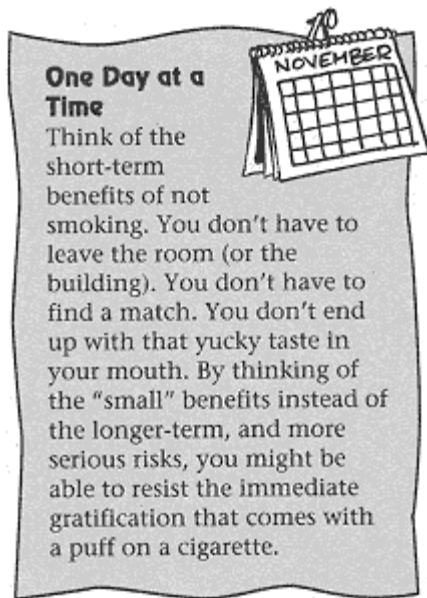 NOVEMBER
One Day at a
Time
Think of the
short-term
benefits of not
smoking. You don't have to
leave the room (or the
building). You don't have to
find a match. You don't end
up with that yucky taste in
your mouth. By thinking of
the "small" benefits instead of
the longer-term, and more
serious risks, you might be
able to resist the immediate
gratification that comes with
a puff on a cigarette.